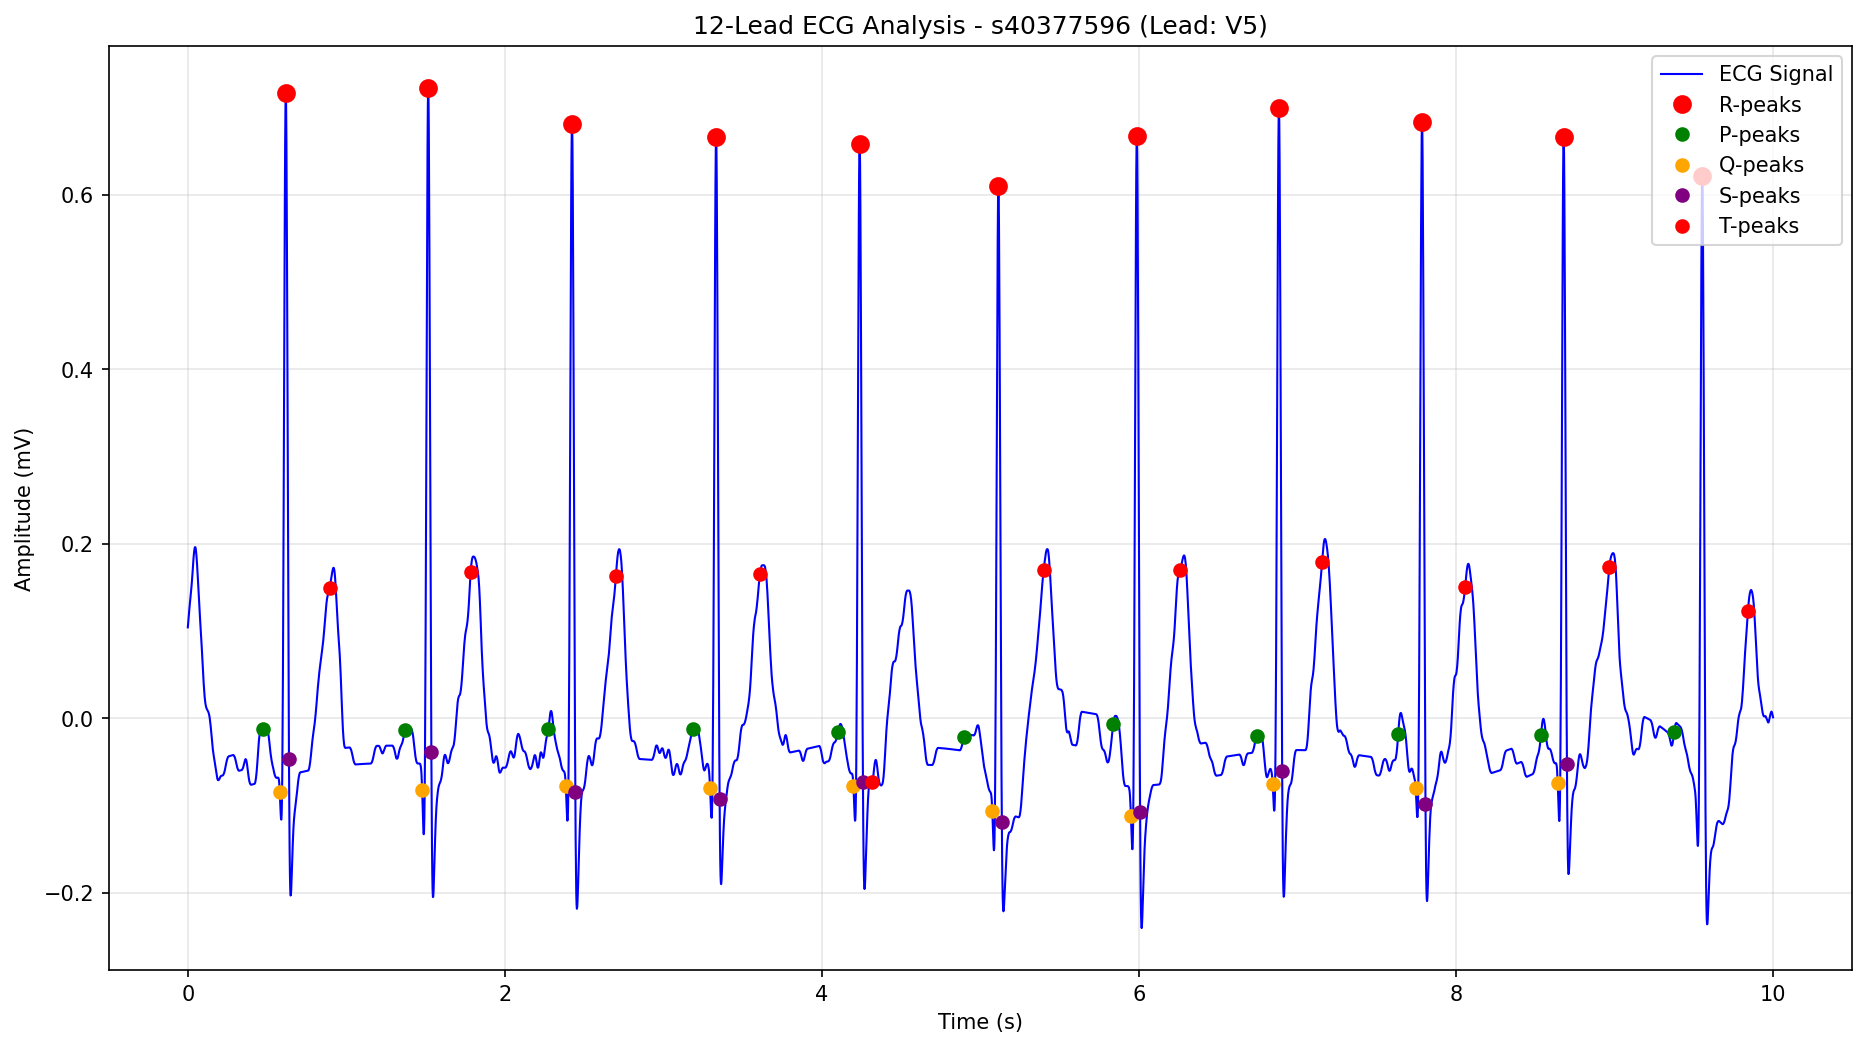 12-Lead ECG Analysis - s40377596 (Lead: V5)
ECG Signal
R-peaks
P-peaks
Q-peaks
S-peaks
T-peaks
Amplitude (mV)
0.6
0.4
0.2
0.0
−0.2
0 2 4 6 8 10
Time (s)